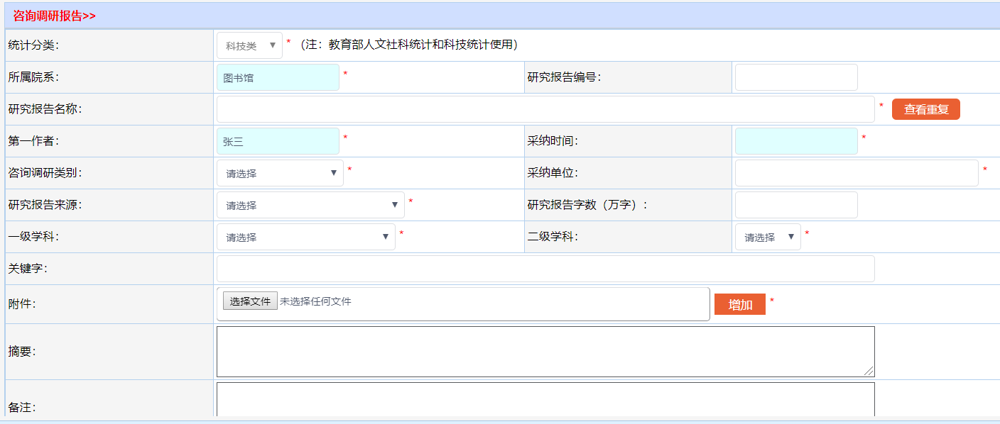 咨询调研报告>>
统计分类： 科技类 ▼ * （注：教育部人文社科统计和科技统计使用）
所属院系： 图书馆 * 研究报告编号：
研究报告名称： * 查看重复
第一作者： 张三 * 采纳时间： *
咨询调研类别： 请选择 ▼ * 采纳单位： *
研究报告来源： 请选择 ▼ * 研究报告字数（万字）：
一级学科： 请选择 ▼ * 二级学科： 请选择 ▼ *
关键字：
附件： 选择文件 未选择任何文件 增加 *
摘要：
备注：